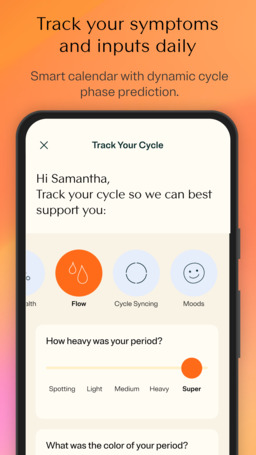 Track your symptoms
and inputs daily
Smart calendar with dynamic cycle
phase prediction.
Track Your Cycle
Hi Samantha,
Track your cycle so we can best
support you:
alth
Flow
Cycle Syncing
Moods
How heavy was your period?
Spotting Light Medium Heavy Super
What was the color of your period?